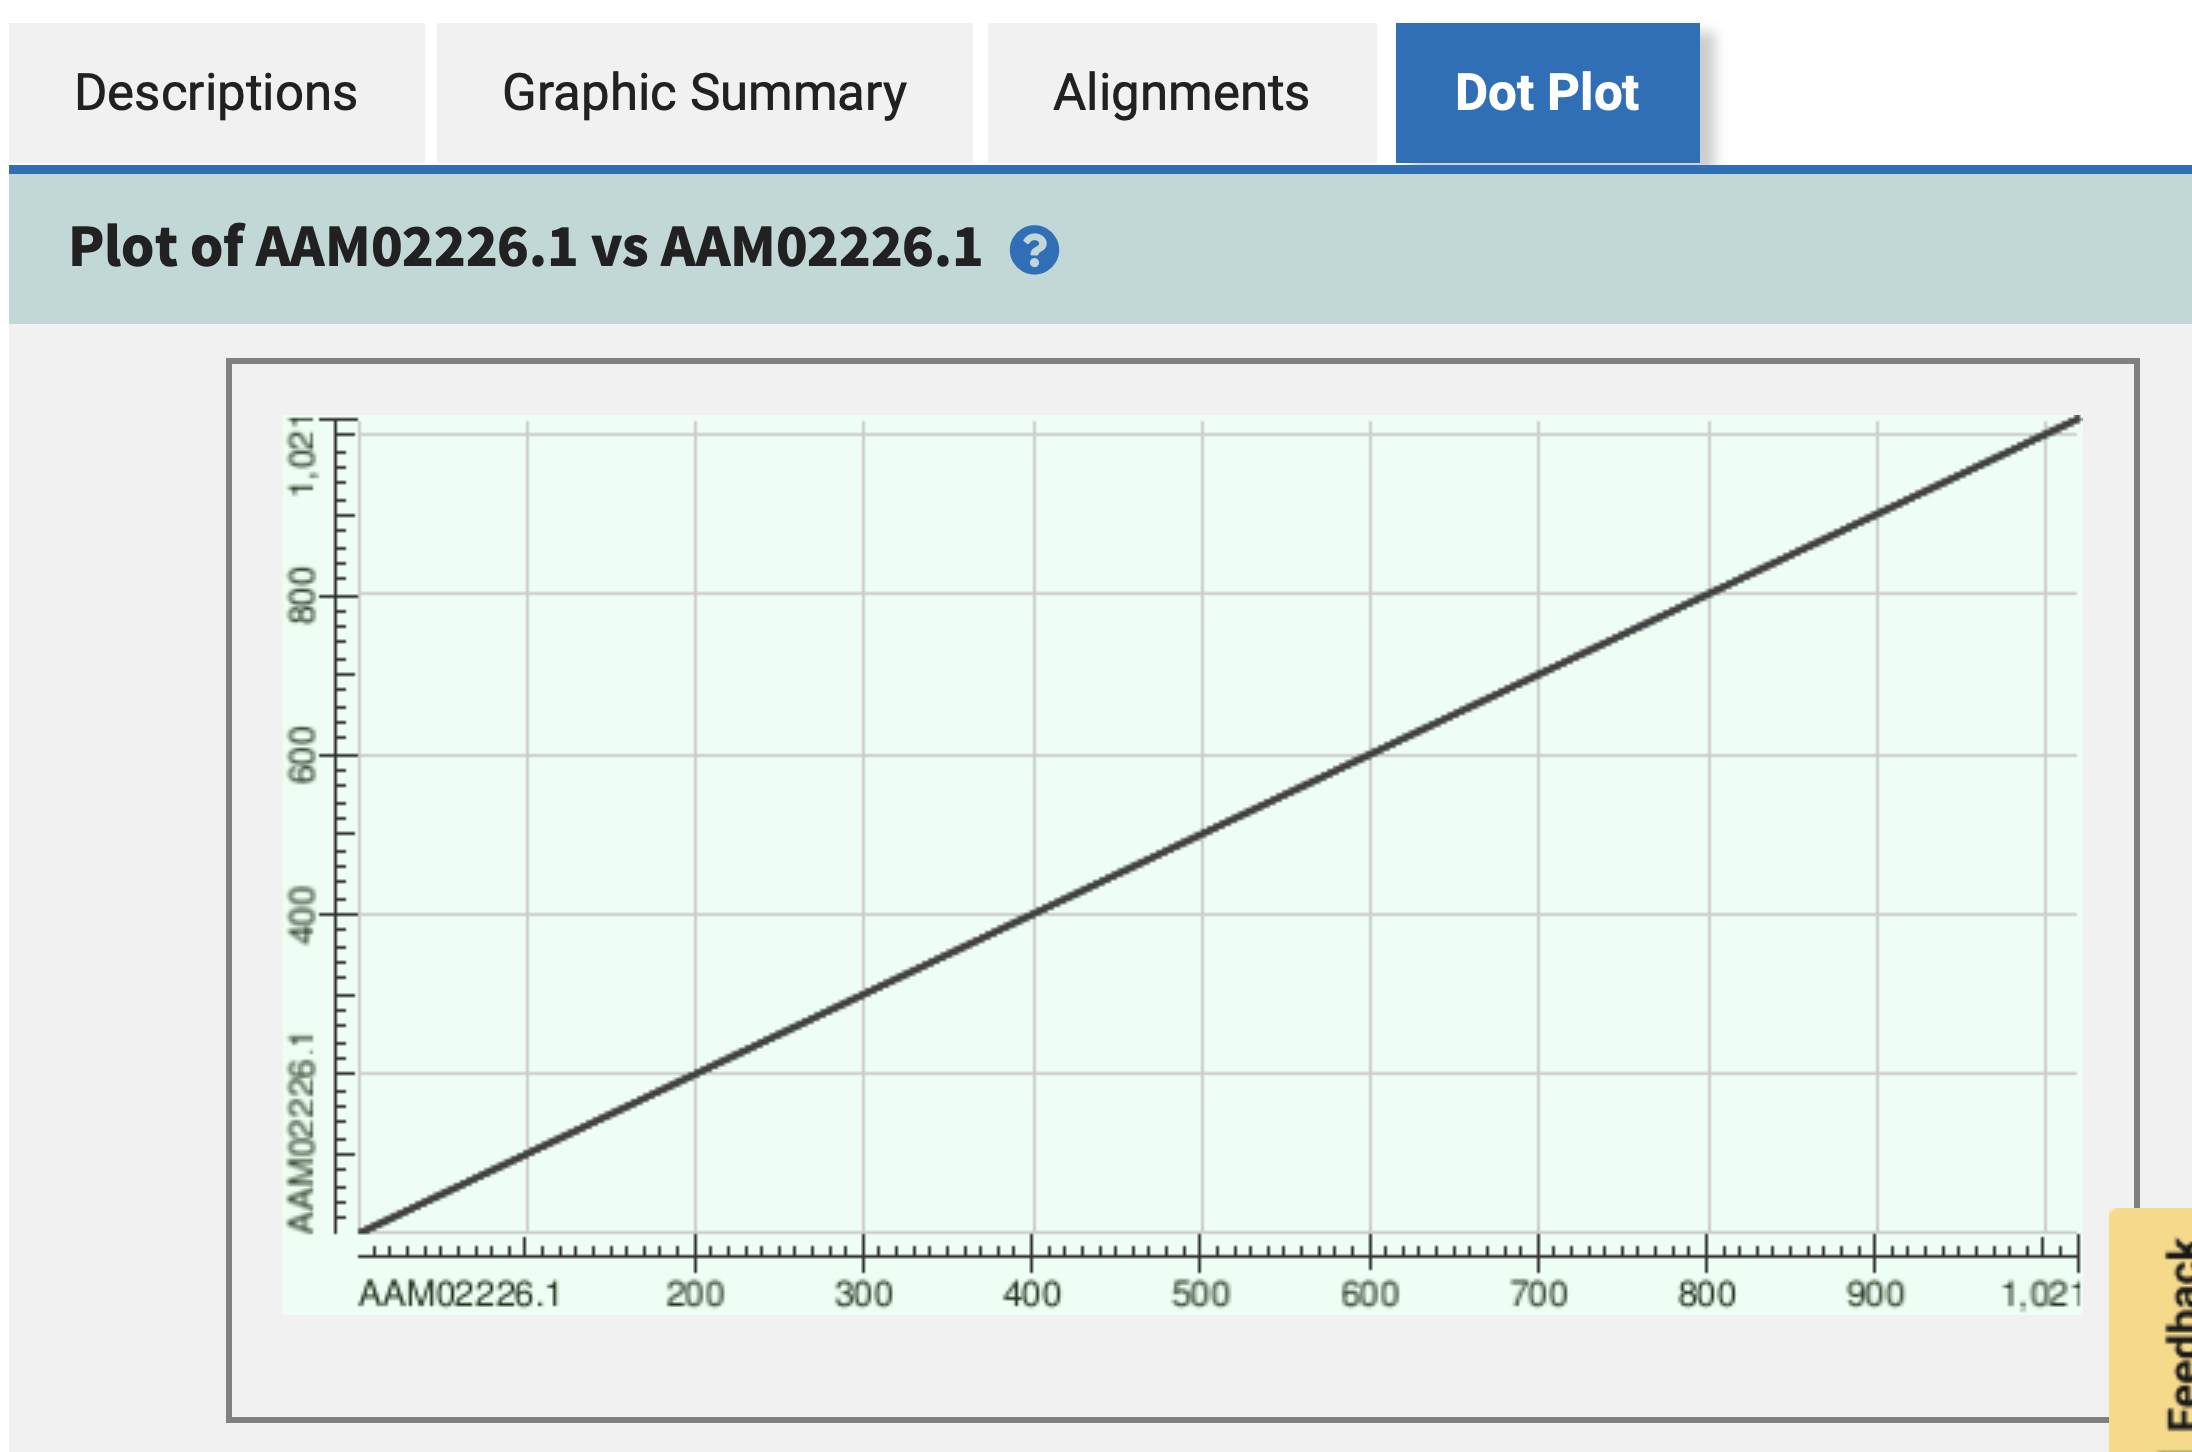 Descriptions
Graphic Summary
Alignments
Dot Plot
Plot of AAM02226.1 vs AAM02226.1 ?
1,021
800
600
400
AAM02226.1
AAM02226.1 200 300 400 500 600 700 800 900 1,021
Feedback